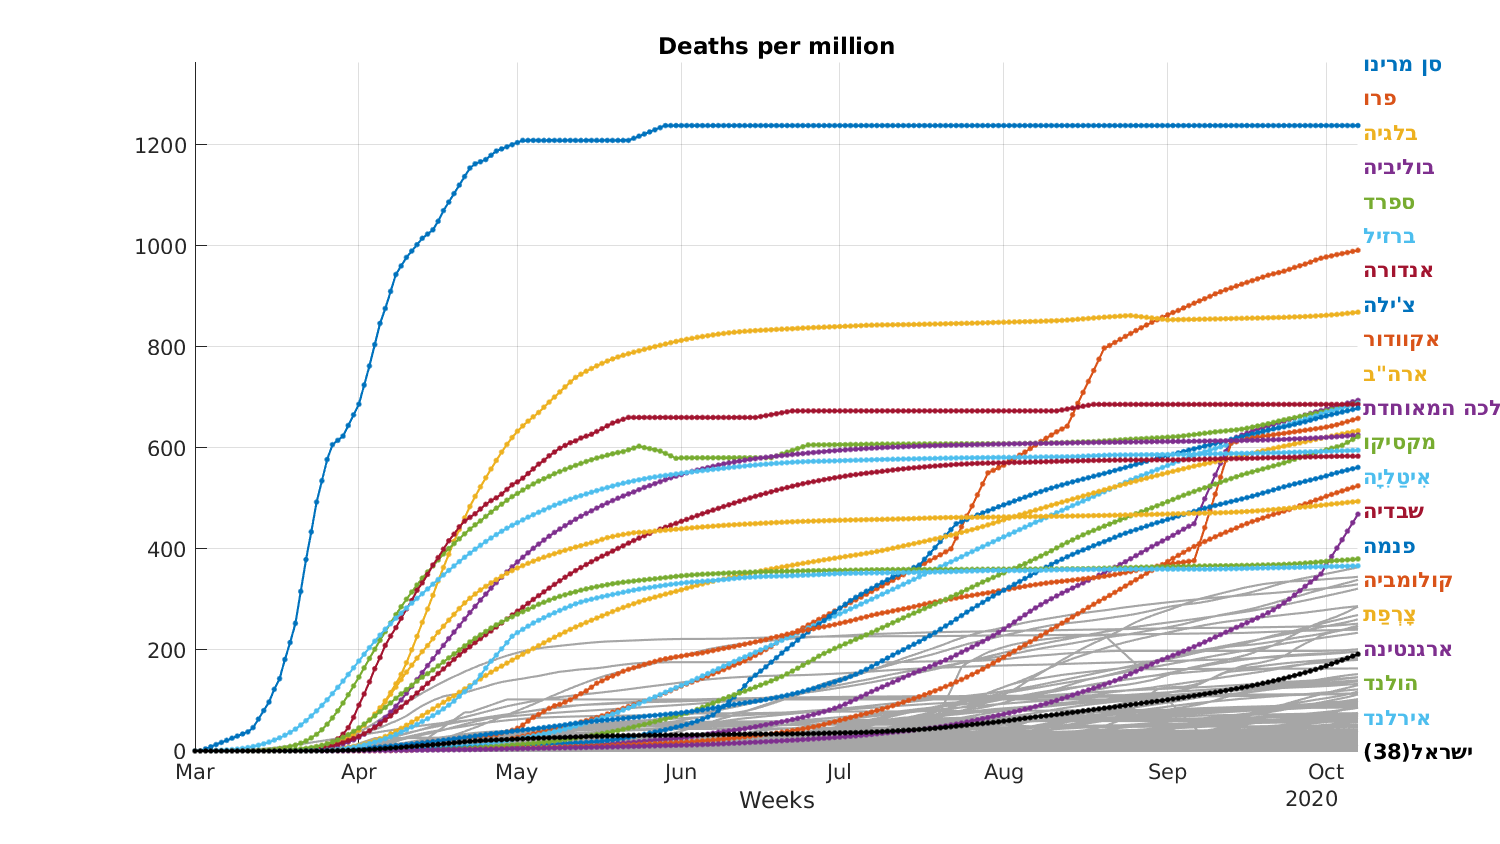 Deaths per million
1200
1000
800
600
400
200
0
Mar Apr May Jun Jul Aug Sep Oct
2020
Weeks
סן מרינו
פרו
בלגיה
בוליביה
ספרד
ברזיל
אנדורה
צ'ילה
אקוודור
ארה"ב
לכה המאוחדת
מקסיקו
אִיטַלְיָה
שבדיה
פנמה
קולומביה
צָרְפַת
ארגנטינה
הולנד
אירלנד
ישראל(38)